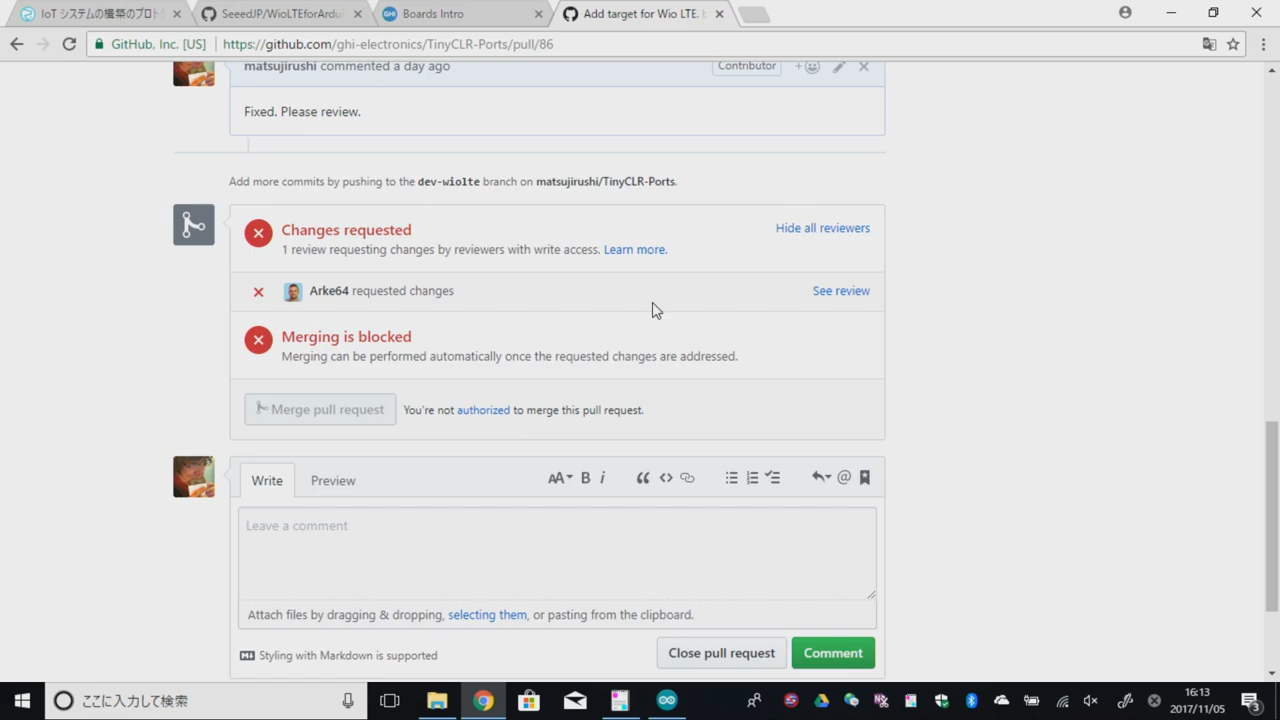 IoT システムの構築のプロト
SeeedJP/WioLTEforArdu
Boards Intro
Add target for Wio LTE. b
GitHub, Inc. [US]
https://github.com/ghi-electronics/TinyCLR-Ports/pull/86
matsujirushi commented a day ago
Contributor
Fixed. Please review.
Add more commits by pushing to the dev-wiolte branch on matsujirushi/TinyCLR-Ports.
Changes requested
Hide all reviewers
1 review requesting changes by reviewers with write access. Learn more.
Arke64 requested changes
See review
Merging is blocked
Merging can be performed automatically once the requested changes are addressed.
Merge pull request
You're not authorized to merge this pull request.
Write
Preview
AA B i
Leave a comment
Attach files by dragging & dropping, selecting them, or pasting from the clipboard.
Styling with Markdown is supported
Close pull request
Comment
ここに入力して検索
16:13
2017/11/05
3